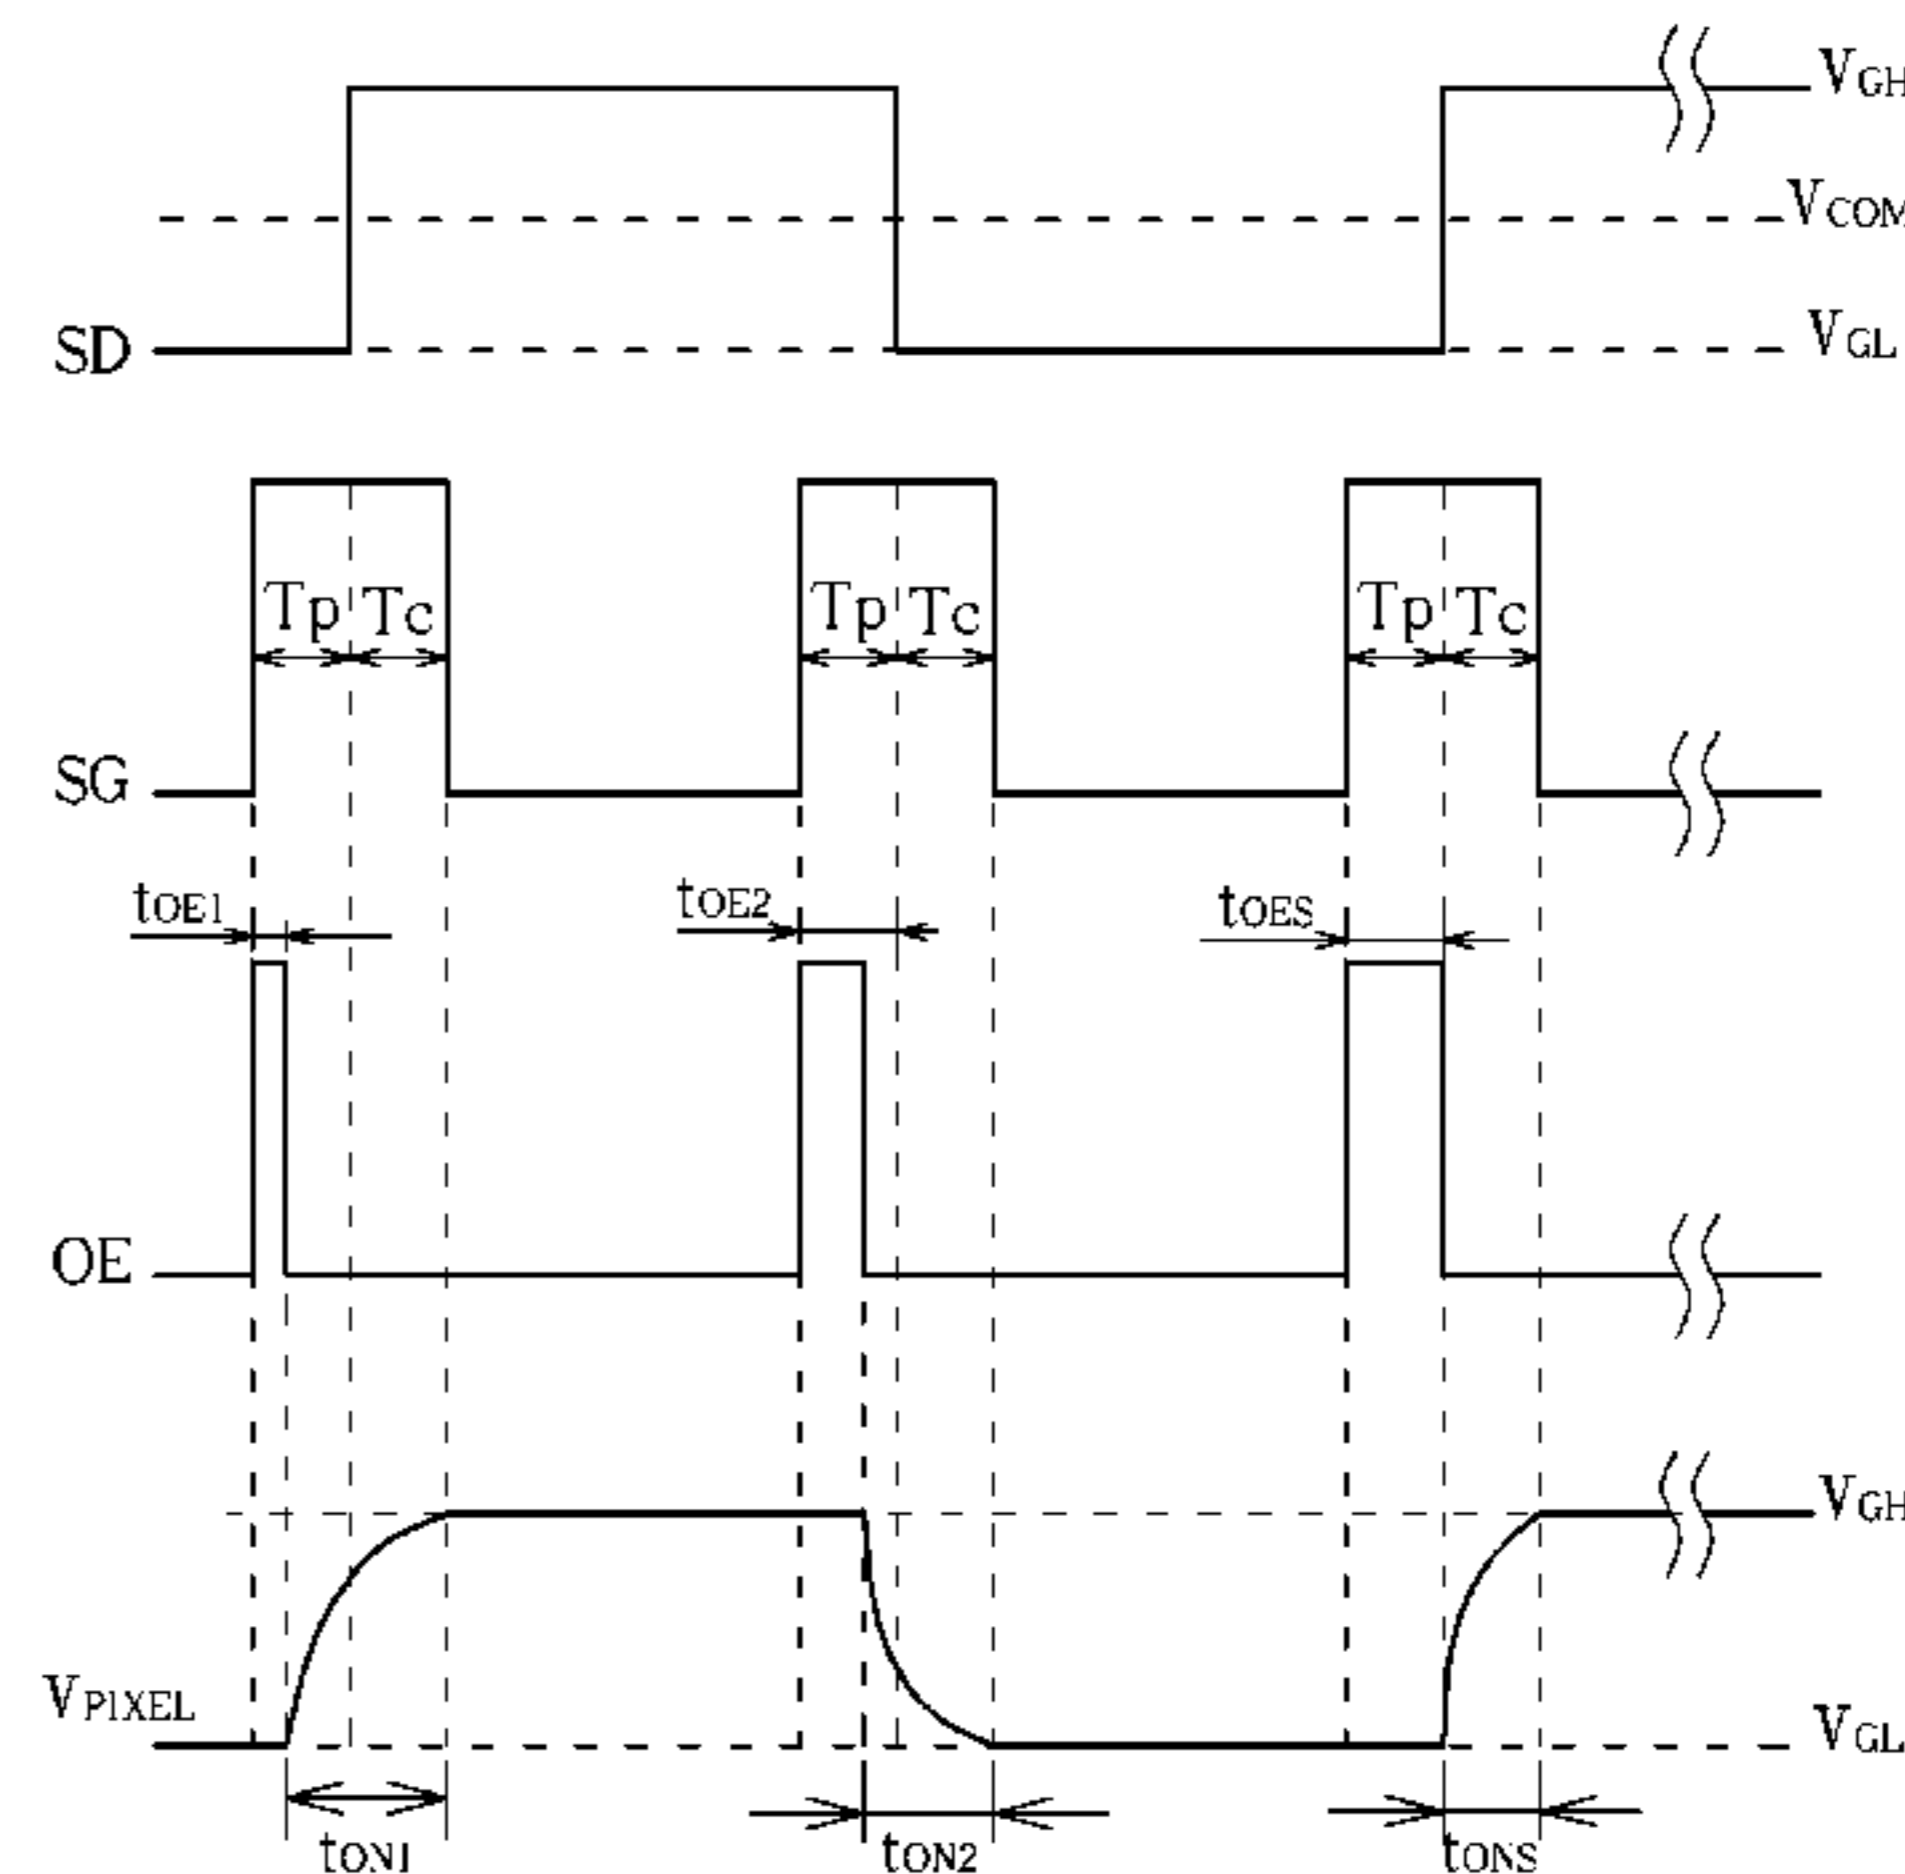 VGH
VCOM
SD
VGL
Tp Tc Tp Tc Tp Tc
SG
tOE1 tOE2 tOES
OE
VGH
VPIXEL
VGL
tON1 tON2 tONS